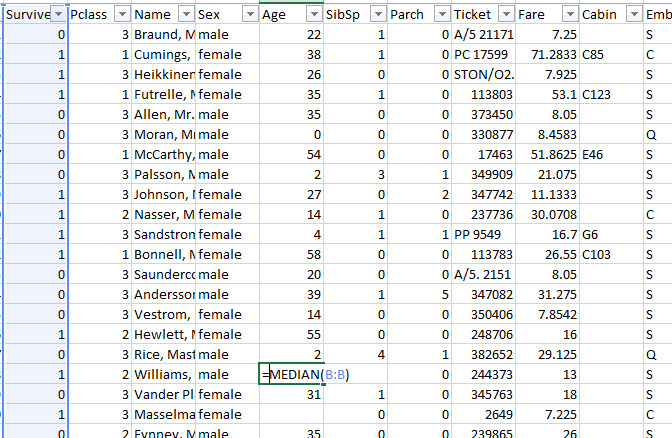 Survive Pclass Name Sex Age SibSp Parch Ticket Fare Cabin Emb
0 3 Braund, M male 22 1 0 A/5 21171 7.25 S
1 1 Cumings, female 38 1 0 PC 17599 71.2833 C85 C
1 3 Heikkinen female 26 0 0 STON/O2. 7.925 S
1 1 Futrelle, M female 35 1 0 113803 53.1 C123 S
0 3 Allen, Mr. male 35 0 0 373450 8.05 S
0 3 Moran, Mr male 0 0 0 330877 8.4583 Q
0 1 McCarthy, male 54 0 0 17463 51.8625 E46 S
0 3 Palsson, M male 2 3 1 349909 21.075 S
1 3 Johnson, female 27 0 2 347742 11.1333 S
1 2 Nasser, M female 14 1 0 237736 30.0708 C
1 3 Sandstrom female 4 1 1 PP 9549 16.7 G6 S
1 1 Bonnell, M female 58 0 0 113783 26.55 C103 S
0 3 Saunderco male 20 0 0 A/5. 2151 8.05 S
0 3 Andersson male 39 1 5 347082 31.275 S
0 3 Vestrom, female 14 0 0 350406 7.8542 S
1 2 Hewlett, female 55 0 0 248706 16 S
0 3 Rice, Mast male 2 4 1 382652 29.125 Q
1 2 Williams, male =MEDIAN(B:B) 0 244373 13 S
0 3 Vander Pl female 31 1 0 345763 18 S
1 3 Masselma female 0 0 2649 7.225 C
0 2 Fynney, M male 35 0 0 239865 26 S